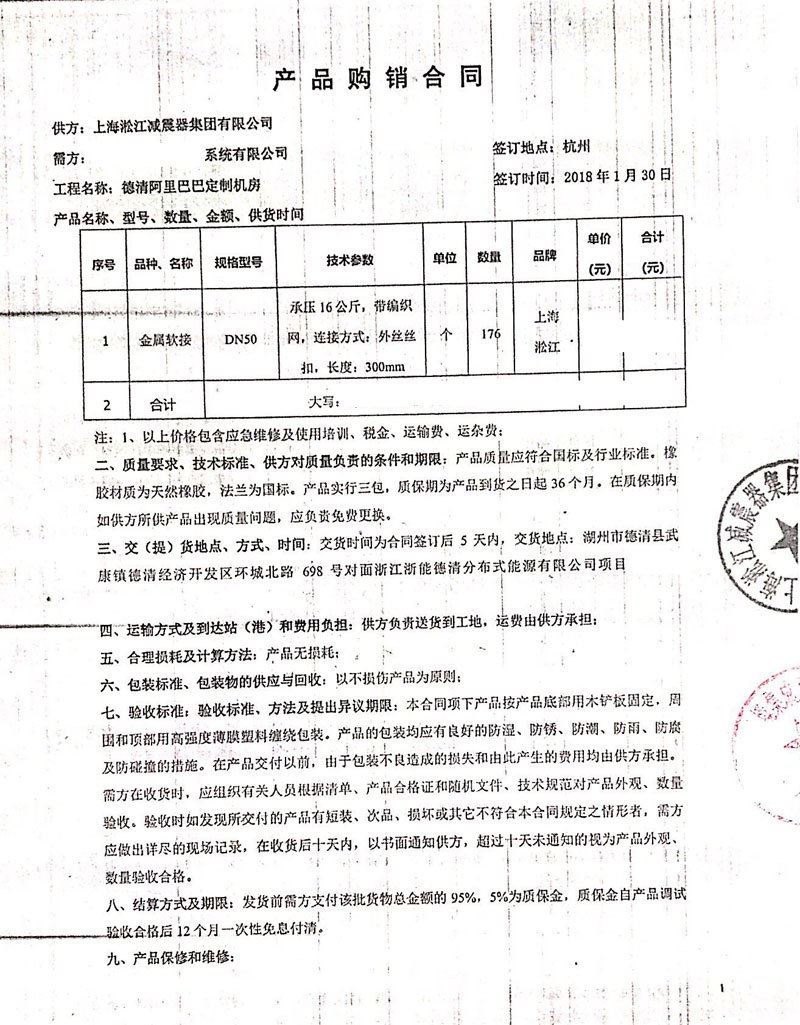 产品购销合同
供方：上海淞江减震器集团有限公司
需方： 系统有限公司
签订地点：杭州
工程名称：德清阿里巴巴定制机房
签订时间：2018年1月30日
产品名称、型号、数量、金额、供货时间
序号 品种、名称 规格型号 技术参数 单位 数量 品牌 单价（元） 合计（元）
1 金属软接 DN50 承压16公斤，带编织网，连接方式：外丝丝扣，长度：300mm 个 176 上海淞江
2 合计 大写：
注：1、以上价格包含应急维修及使用培训、税金、运输费、运杂费；
二、质量要求、技术标准、供方对质量负责的条件和期限：产品质量应符合国标及行业标准。橡
胶材质为天然橡胶，法兰为国标。产品实行三包，质保期为产品到货之日起36个月。在质保期内
如供方所供产品出现质量问题，应负责免费更换。
三、交（提）货地点、方式、时间：交货时间为合同签订后 5 天内，交货地点：湖州市德清县武
康镇德清经济开发区环城北路 698 号对面浙江浙能德清分布式能源有限公司项目
四、运输方式及到达站（港）和费用负担：供方负责送货到工地，运费由供方承担；
五、合理损耗及计算方法：产品无损耗；
六、包装标准、包装物的供应与回收：以不损伤产品为原则；
七、验收标准：验收标准、方法及提出异议期限：本合同项下产品按产品底部用木铲板固定，周
围和顶部用高强度薄膜塑料缠绕包装。产品的包装均应有良好的防湿、防锈、防潮、防雨、防腐
及防碰撞的措施。在产品交付以前，由于包装不良造成的损失和由此产生的费用均由供方承担。
需方在收货时，应组织有关人员根据清单、产品合格证和随机文件、技术规范对产品外观、数量
验收。验收时如发现所交付的产品有短装、次品、损坏或其它不符合本合同规定之情形者，需方
应做出详尽的现场记录，在收货后十天内，以书面通知供方，超过十天未通知的视为产品外观、
数量验收合格。
八、结算方式及期限：发货前需方支付该批货物总金额的95%，5%为质保金，质保金自产品调试
验收合格后12个月一次性免息付清。
九、产品保修和维修：
1
上海淞江减震器集团